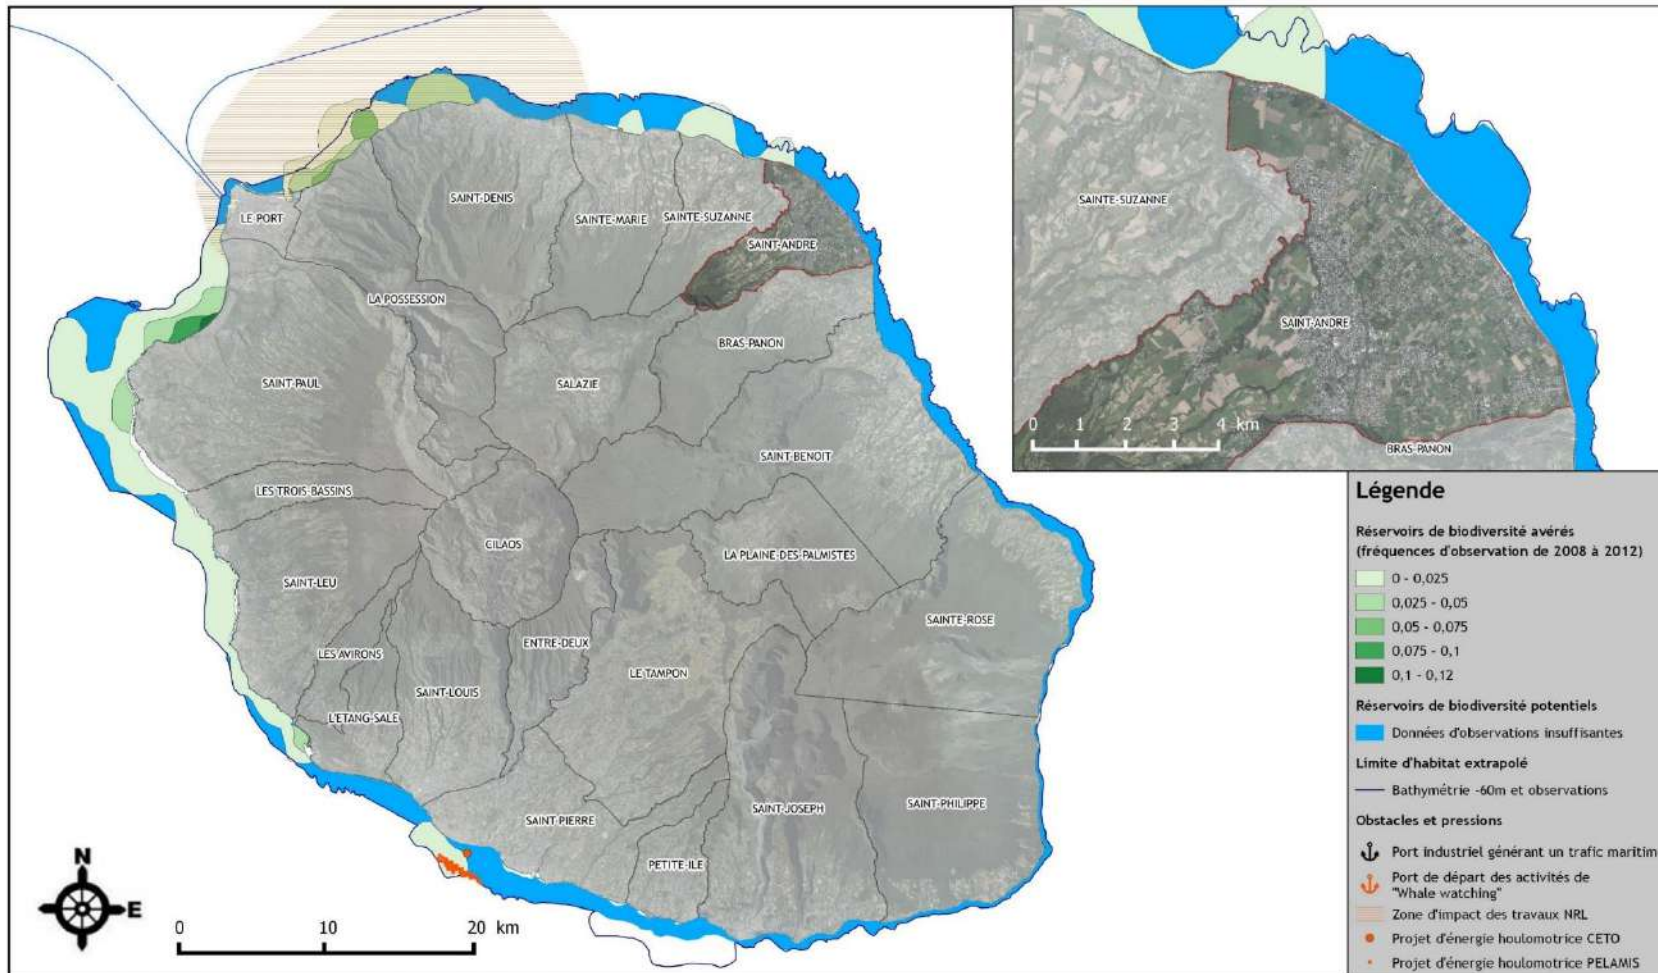 SAINT-DENIS
LE PORT
SAINTE-MARIE
SAINTE-SUZANNE
SAINT-ANDRE
LA POSSESSION
BRAS-PANON
SAINT-PAUL
SALAZIE
SAINT-BENOIT
LES TROIS-BASSINS
CILAOS
LA PLAINE-DES-PALMISTES
SAINT-LEU
SAINTE-ROSE
LES AVIRONS
ENTRE-DEUX
LE TAMPON
SAINT-LOUIS
L'ETANG-SALE
SAINT-PHILIPPE
SAINT-JOSEPH
SAINT-PIERRE
PETITE-ILE
N
E
0 10 20 km
SAINTE-SUZANNE
SAINT-ANDRE
0 1 2 3 4 km
BRAS-PANON
Légende
Réservoirs de biodiversité avérés
(fréquences d'observation de 2008 à 2012)
0 - 0,025
0,025 - 0,05
0,05 - 0,075
0,075 - 0,1
0,1 - 0,12
Réservoirs de biodiversité potentiels
Données d'observations insuffisantes
Limite d'habitat extrapolé
Bathymétrie -60m et observations
Obstacles et pressions
Port industriel générant un trafic maritim
Port de départ des activités de
"Whale watching"
Zone d'impact des travaux NRL
Projet d'énergie houlomotrice CETO
Projet d'énergie houlomotrice PELAMIS